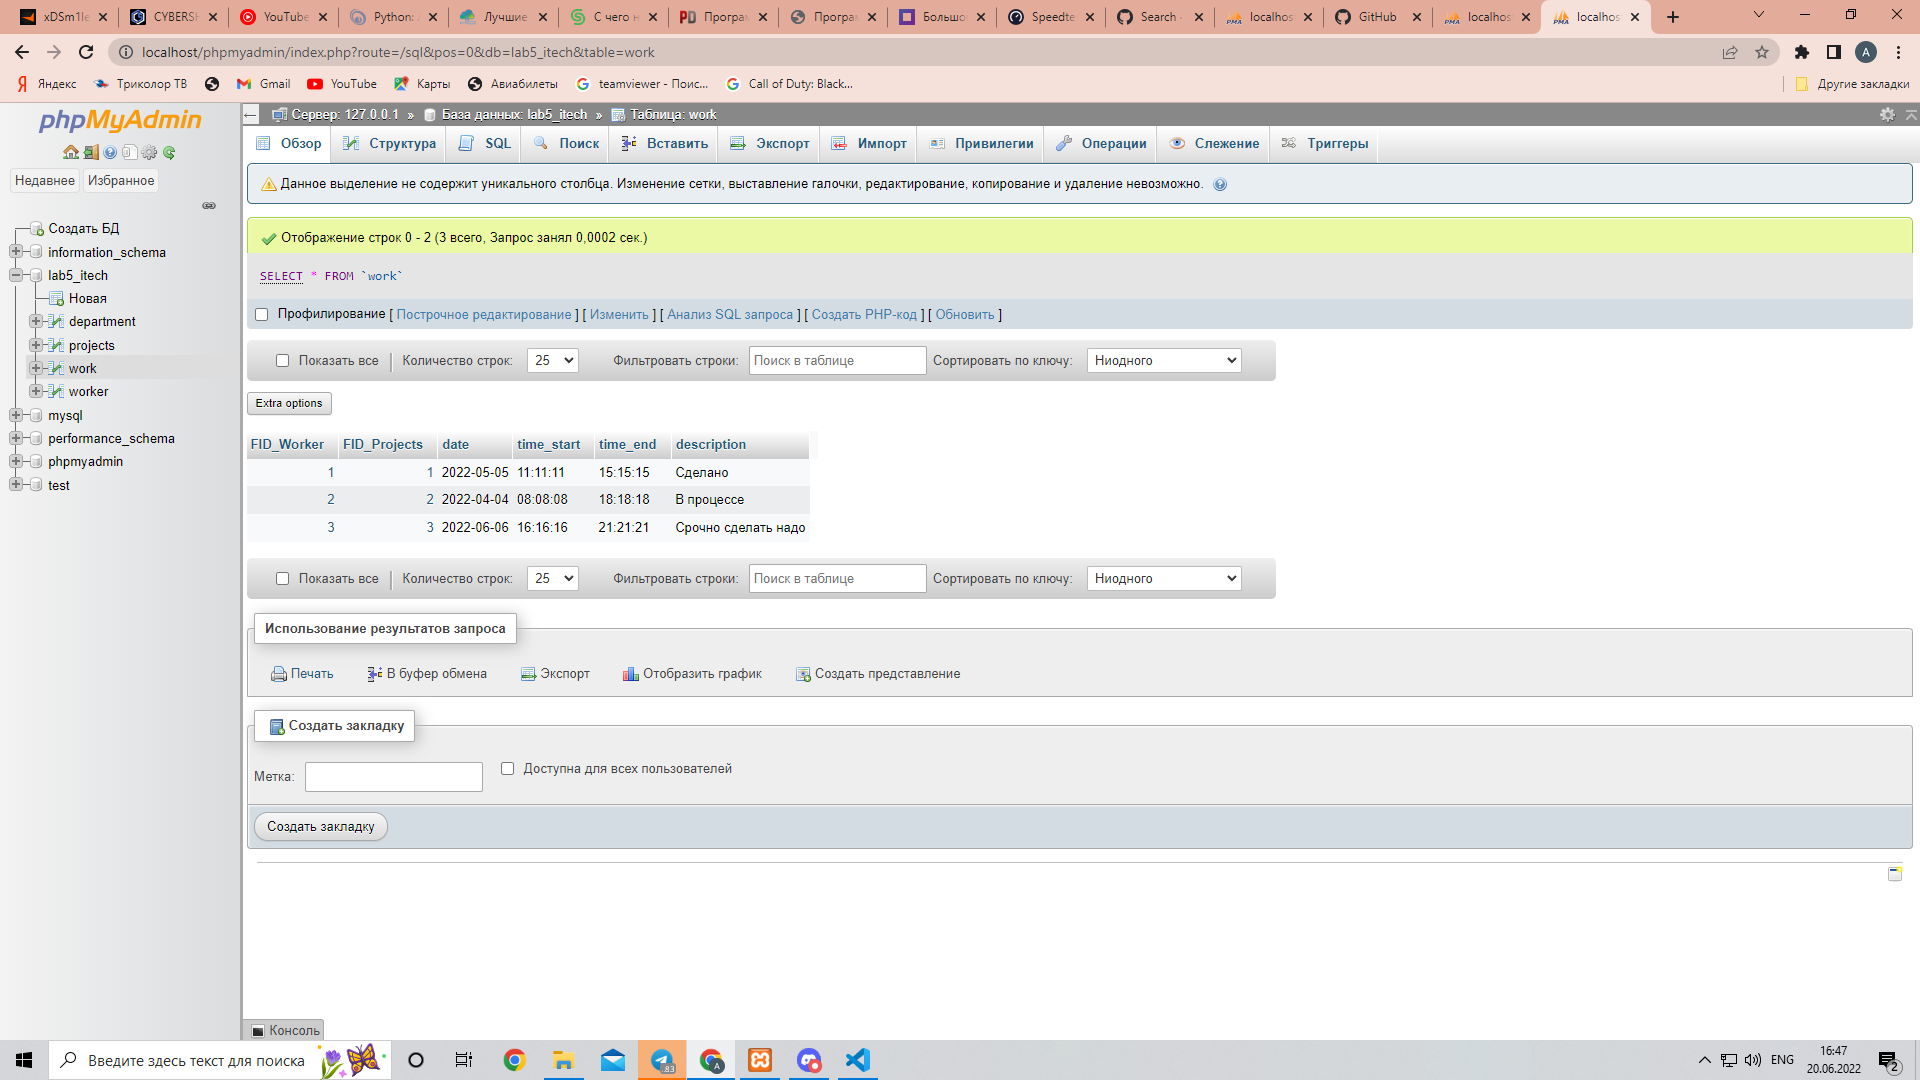 xDSm1le
CYBERSH
YouTube
Python:
Лучшие
С чего н
Програм
Програм
Большо
Speedte
Search
localhos
GitHub
localhos
localhos
localhost/phpmyadmin/index.php?route=/sql&pos=0&db=lab5_itech&table=work
A
Яндекс
Триколор ТВ
Gmail
YouTube
Карты
Авиабилеты
teamviewer - Поис...
Call of Duty: Black...
Другие закладки
phpMyAdmin
Недавнее Избранное
Создать БД
information_schema
lab5_itech
Новая
department
projects
work
worker
mysql
performance_schema
phpmyadmin
test
Сервер: 127.0.0.1 » База данных: lab5_itech » Таблица: work
Обзор Структура SQL Поиск Вставить Экспорт Импорт Привилегии Операции Слежение Триггеры
Данное выделение не содержит уникального столбца. Изменение сетки, выставление галочки, редактирование, копирование и удаление невозможно.
Отображение строк 0 - 2 (3 всего, Запрос занял 0,0002 сек.)
SELECT * FROM `work`
Профилирование [ Построчное редактирование ] [ Изменить ] [ Анализ SQL запроса ] [ Создать PHP-код ] [ Обновить ]
Показать все Количество строк: 25 Фильтровать строки: Поиск в таблице Сортировать по ключу: Ниодного
Extra options
FID_Worker FID_Projects date time_start time_end description
1 1 2022-05-05 11:11:11 15:15:15 Сделано
2 2 2022-04-04 08:08:08 18:18:18 В процессе
3 3 2022-06-06 16:16:16 21:21:21 Срочно сделать надо
Показать все Количество строк: 25 Фильтровать строки: Поиск в таблице Сортировать по ключу: Ниодного
Использование результатов запроса
Печать В буфер обмена Экспорт Отобразить график Создать представление
Создать закладку
Метка: Доступна для всех пользователей
Создать закладку
Консоль
Введите здесь текст для поиска
83
A
ENG
16:47
20.06.2022
2